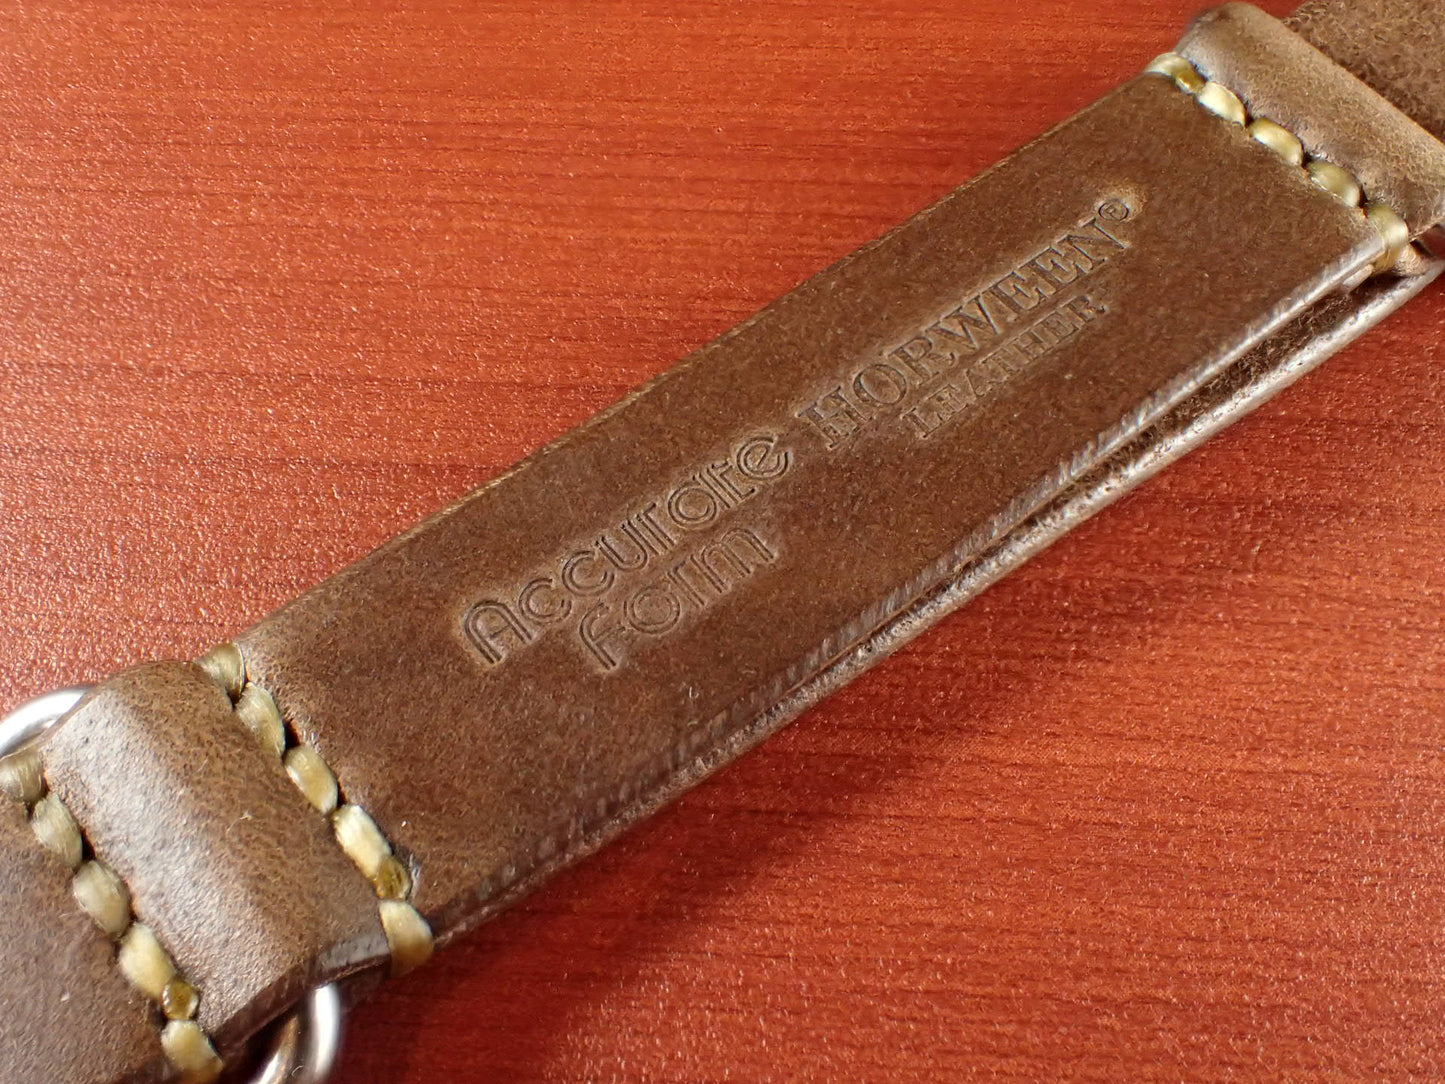 Accurate
Form
HORWEEN®
LEATHER